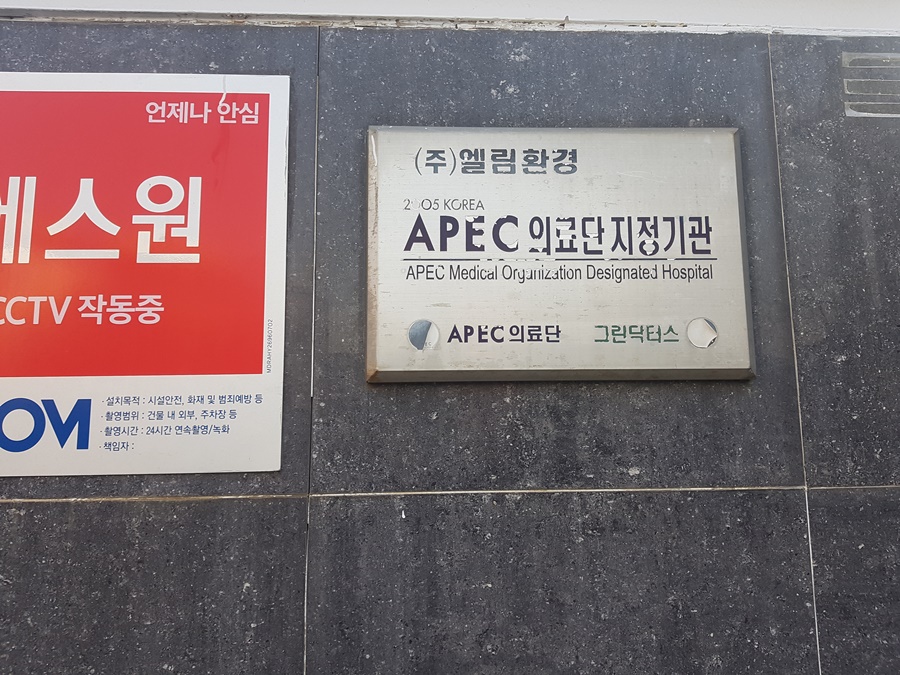 언제나 안심
에스원
CCTV 작동중
MDRAHY26960702
OM
· 설치목적 : 시설안전, 화재 및 범죄예방 등
· 촬영범위 : 건물 내 외부, 주차장 등
· 촬영시간 : 24시간 연속촬영/녹화
· 책임자 :
(주)엘림환경
2005 KOREA
APEC 의료단 지정기관
APEC Medical Organization Designated Hospital
APEC 의료단 그린닥터스